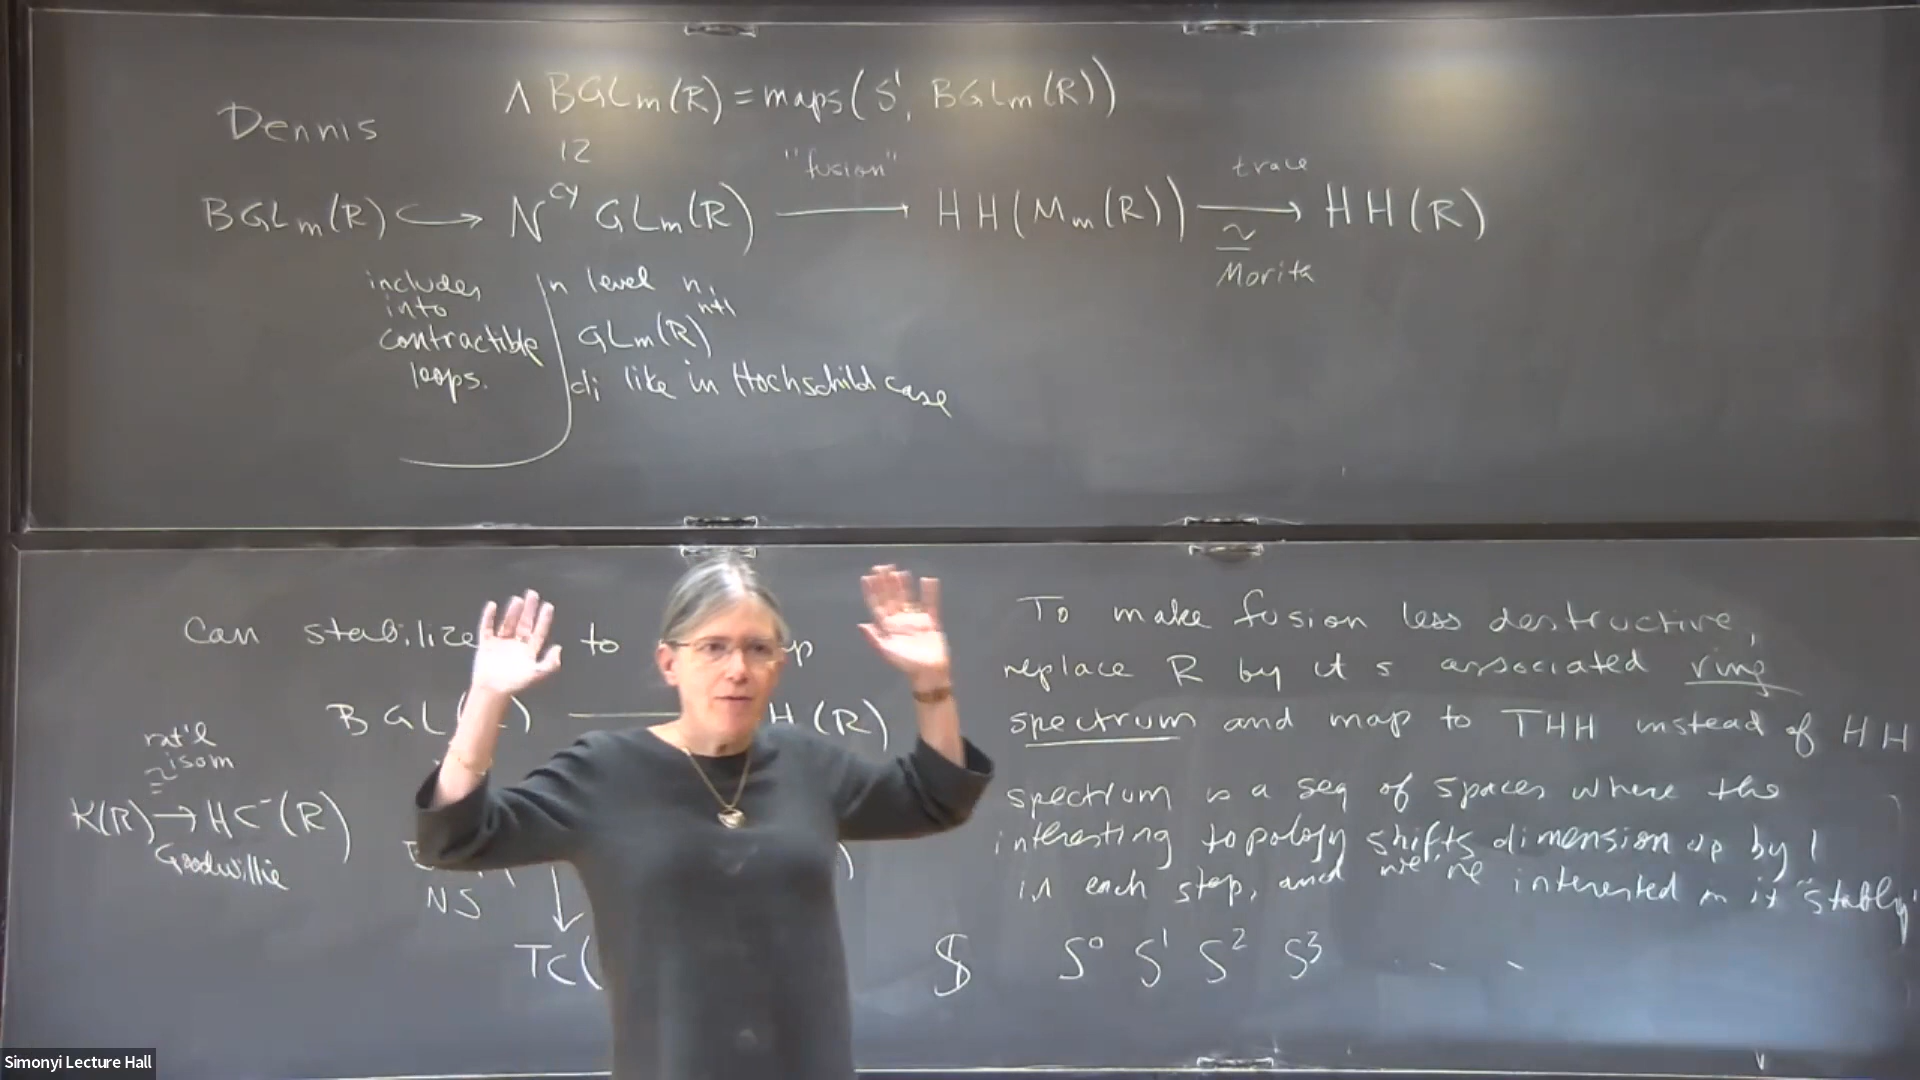 Λ BGLm(R) = maps(S¹, BGLm(R))
Dennis
12
"fusion"
trace
BGLm(R) ↪ N^cy GLm(R) → HH(Mm(R)) → HH(R)
≃
Morita
includes
into
contractible
loops.
in level n,
GLm(R)^n+1
di like in Hochschild case
Can stabilize to
BGL( ) — H(R)
rat'l
isom
≃
K(R) → HC⁻(R)
Goodwillie
NS
TC(
To make fusion less destructive,
replace R by it s associated ring
spectrum and map to THH instead of HH
spectrum is a seq of spaces where the
interesting topology shifts dimension up by 1
in each step, and we're interested in it "stably"
$ S⁰ S¹ S² S³ . . .
Simonyi Lecture Hall